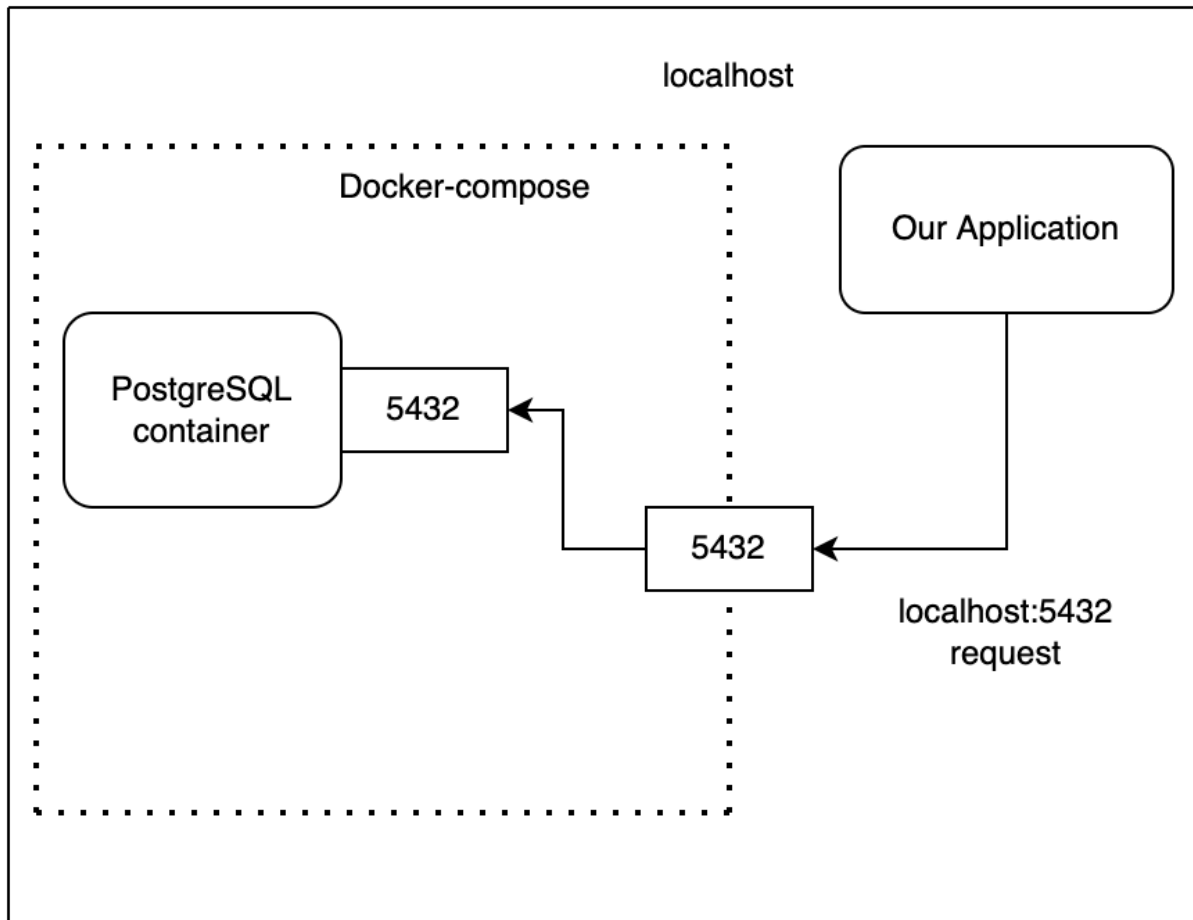 localhost
Docker-compose
Our Application
PostgreSQL
container
5432
5432
localhost:5432
request